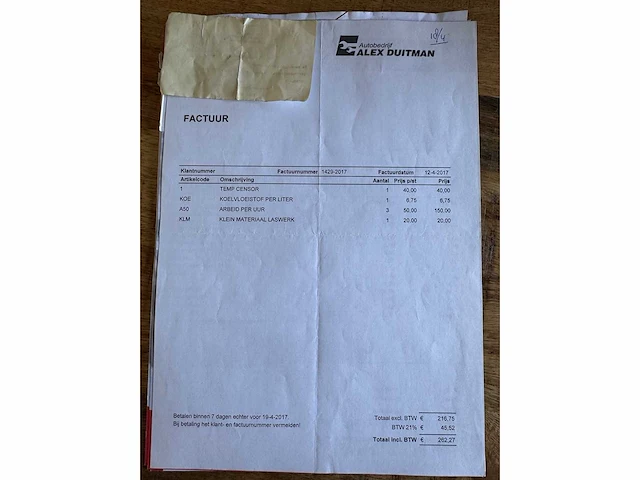 Autobedrijf
ALEX DUITMAN
FACTUUR
Klantnummer Factuurnummer 1429-2017 Factuurdatum 12-4-2017
Artikelcode Omschrijving Aantal Prijs p/st Prijs
1 TEMP CENSOR 1 40,00 40,00
KOE KOELVLOEISTOF PER LITER 1 6,75 6,75
A50 ARBEID PER UUR 3 50,00 150,00
KLM KLEIN MATERIAAL LASWERK 1 20,00 20,00
Betalen binnen 7 dagen echter voor 19-4-2017. Totaal excl. BTW € 216,75
Bij betaling het klant- en factuurnummer vermelden! BTW 21% € 45,52
Totaal Incl. BTW € 262,27